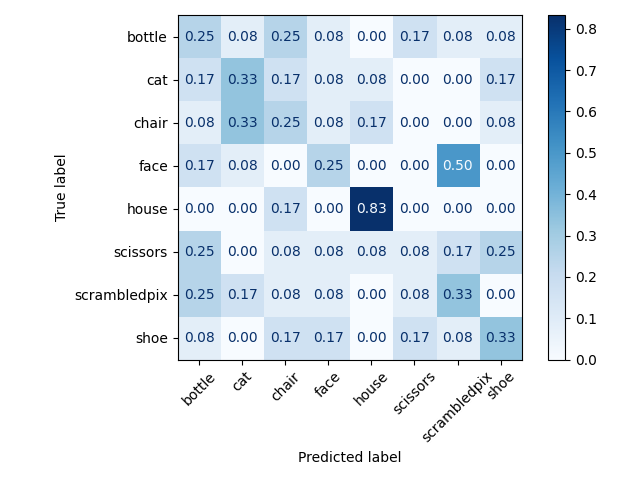 bottle 0.25 0.08 0.25 0.08 0.00 0.17 0.08 0.08
cat 0.17 0.33 0.17 0.08 0.08 0.00 0.00 0.17
chair 0.08 0.33 0.25 0.08 0.17 0.00 0.00 0.08
face 0.17 0.08 0.00 0.25 0.00 0.00 0.50 0.00
house 0.00 0.00 0.17 0.00 0.83 0.00 0.00 0.00
scissors 0.25 0.00 0.08 0.08 0.08 0.08 0.17 0.25
scrambledpix 0.25 0.17 0.08 0.08 0.00 0.08 0.33 0.00
shoe 0.08 0.00 0.17 0.17 0.00 0.17 0.08 0.33
bottle cat chair face house scissors scrambledpix shoe
Predicted label
True label
0.8
0.7
0.6
0.5
0.4
0.3
0.2
0.1
0.0